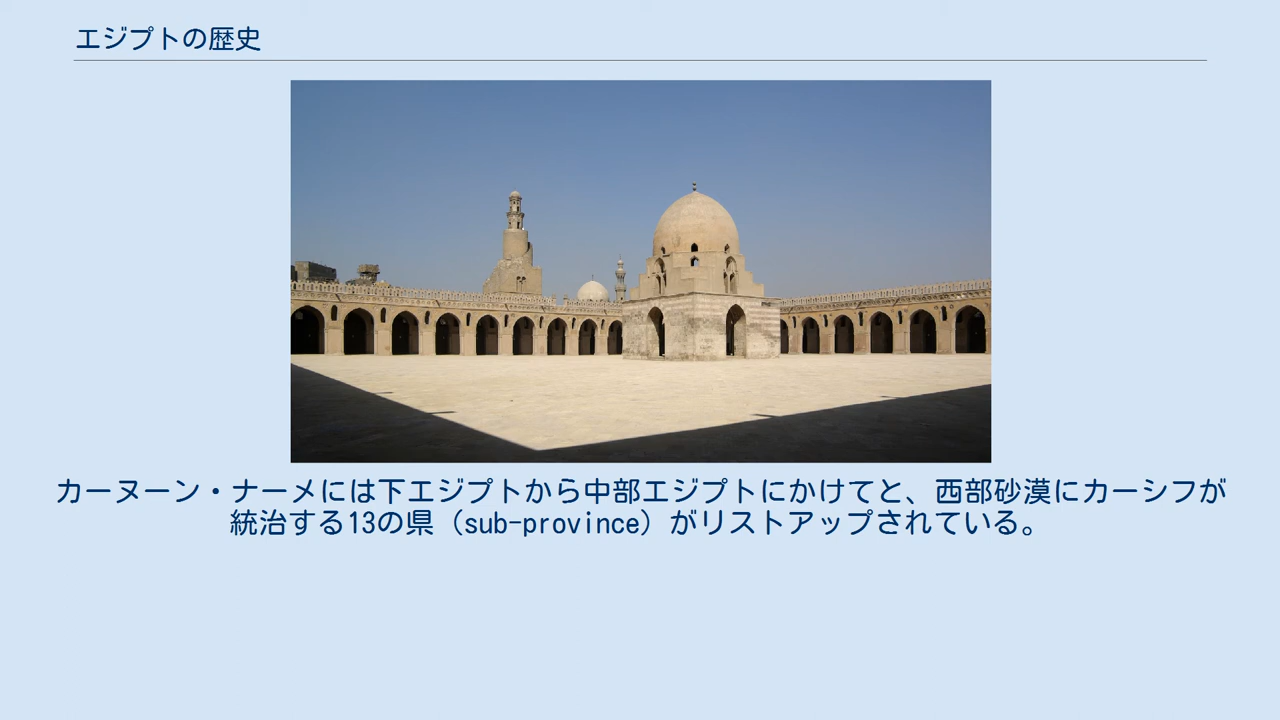 エジプトの歴史
カーヌーン・ナーメには下エジプトから中部エジプトにかけてと、西部砂漠にカーシフが
統治する13の県（sub-province）がリストアップされている。